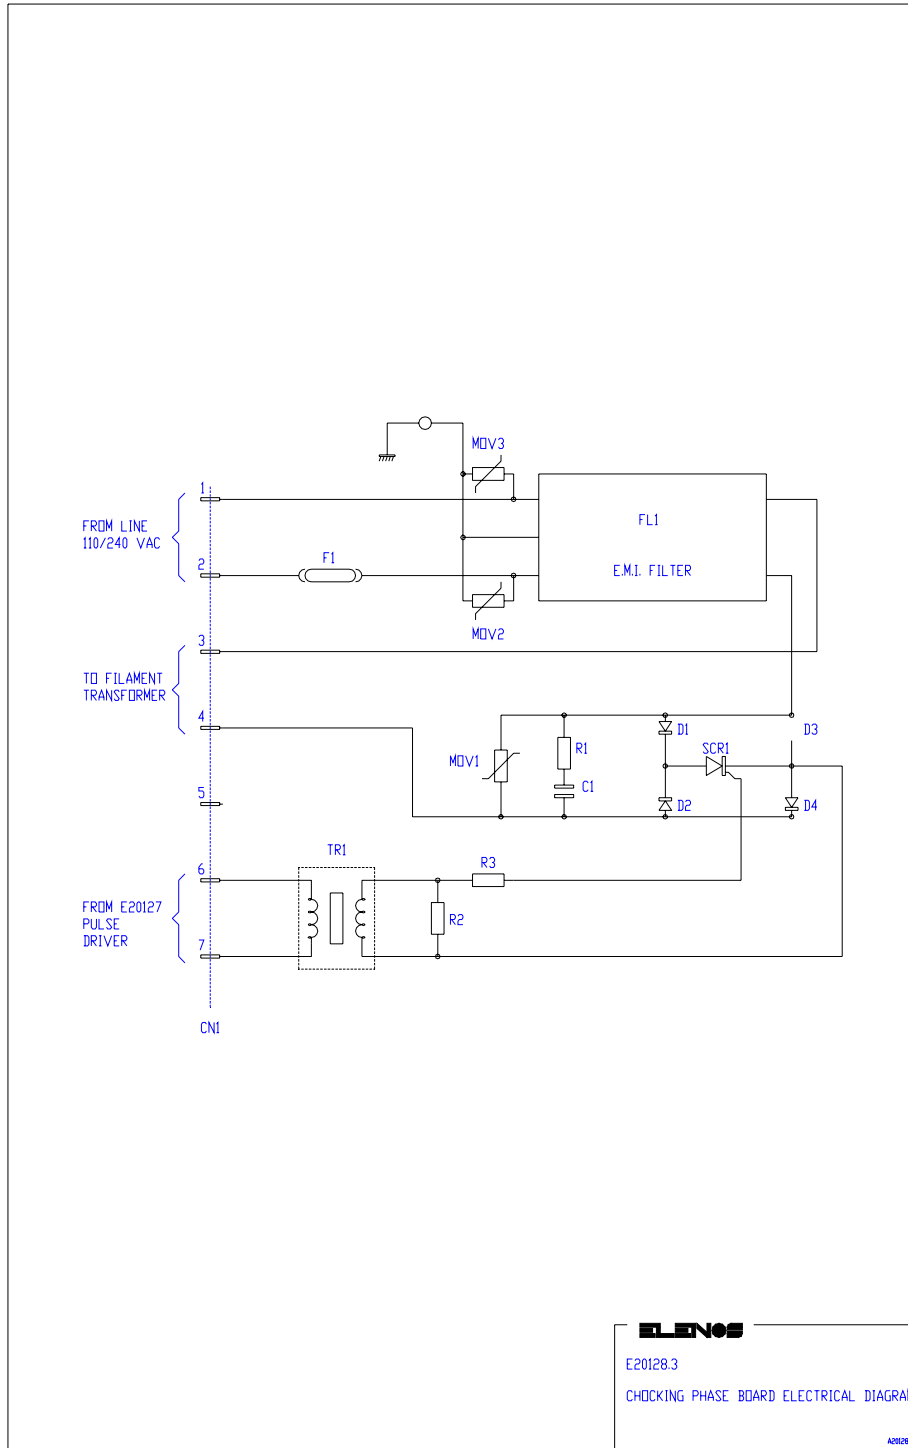 MOV3
1
FL1
FROM LINE
110/240 VAC
F1
2
E.M.I. FILTER
MOV2
3
TO FILAMENT
TRANSFORMER
4
D1
D3
SCR1
R1
MOV1
C1
5
D2
D4
TR1
6
R3
FROM E20127
PULSE
DRIVER
R2
7
CN1
ELENOS
E20128.3
CHOCKING PHASE BOARD ELECTRICAL DIAGRA
A20128